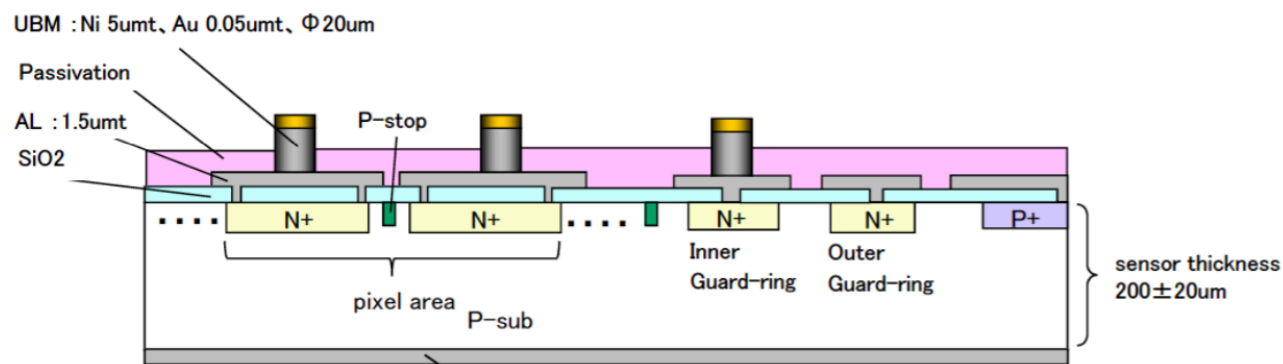 UBM :Ni 5umt、Au 0.05umt、Φ20um
Passivation
AL :1.5umt
P-stop
SiO2
N+
N+
N+
N+
P+
Inner
Guard-ring
Outer
Guard-ring
pixel area
P-sub
sensor thickness
200±20um